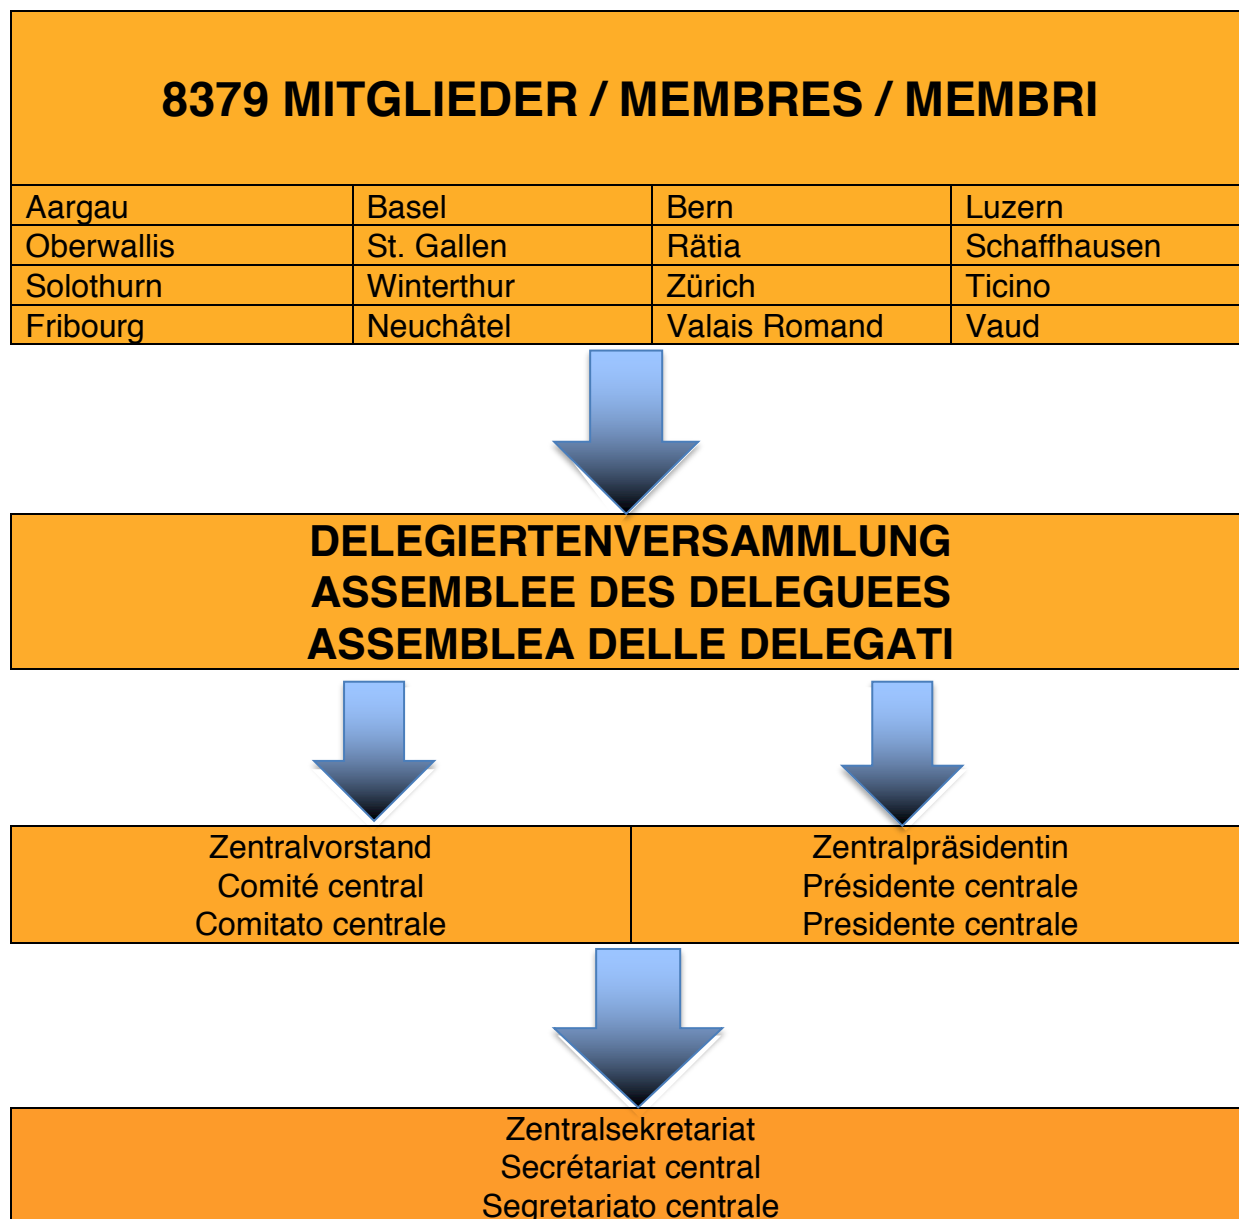 8379 MITGLIEDER / MEMBRES / MEMBRI
Aargau Basel Bern Luzern
Oberwallis St. Gallen Rätia Schaffhausen
Solothurn Winterthur Zürich Ticino
Fribourg Neuchâtel Valais Romand Vaud
DELEGIERTENVERSAMMLUNG
ASSEMBLEE DES DELEGUEES
ASSEMBLEA DELLE DELEGATI
Zentralvorstand Zentralpräsidentin
Comité central Présidente centrale
Comitato centrale Presidente centrale
Zentralsekretariat
Secrétariat central
Segretariato centrale